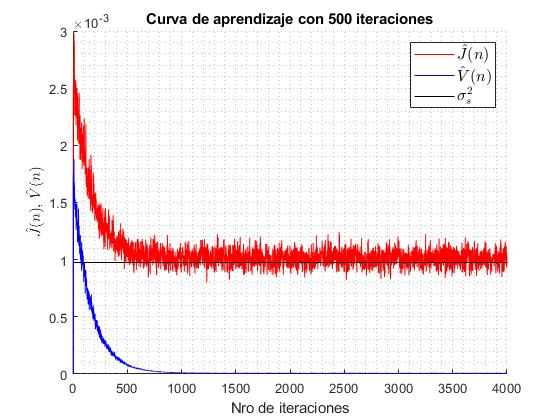 Curva de aprendizaje con 500 iteraciones
×10⁻³
3
2.5
2
1.5
1
0.5
0
Ĵ(n), V̂(n)
Ĵ(n)
V̂(n)
σ²ₛ
0 500 1000 1500 2000 2500 3000 3500 4000
Nro de iteraciones